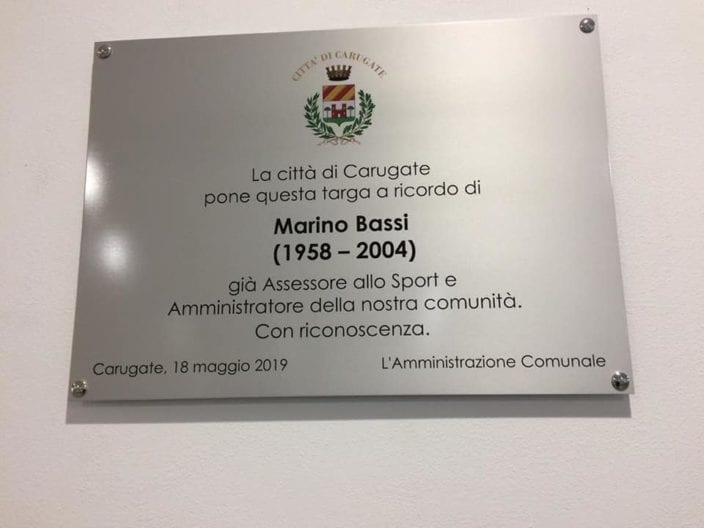 CITTA' DI CARUGATE
La città di Carugate
pone questa targa a ricordo di
Marino Bassi
(1958 – 2004)
già Assessore allo Sport e
Amministratore della nostra comunità.
Con riconoscenza.
Carugate, 18 maggio 2019
L'Amministrazione Comunale